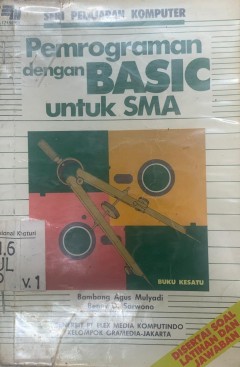 SERI PELAJARAN KOMPUTER
Pemrograman
dengan BASIC
untuk SMA
BUKU KESATU
V. 1
Bambang Agus Mulyadi
Sarwono
PT ELEX MEDIA KOMPUTINDO
KELOMPOK GRAMEDIA-JAKARTA
DISERTAI SOAL
LATIHAN DAN
JAWABAN